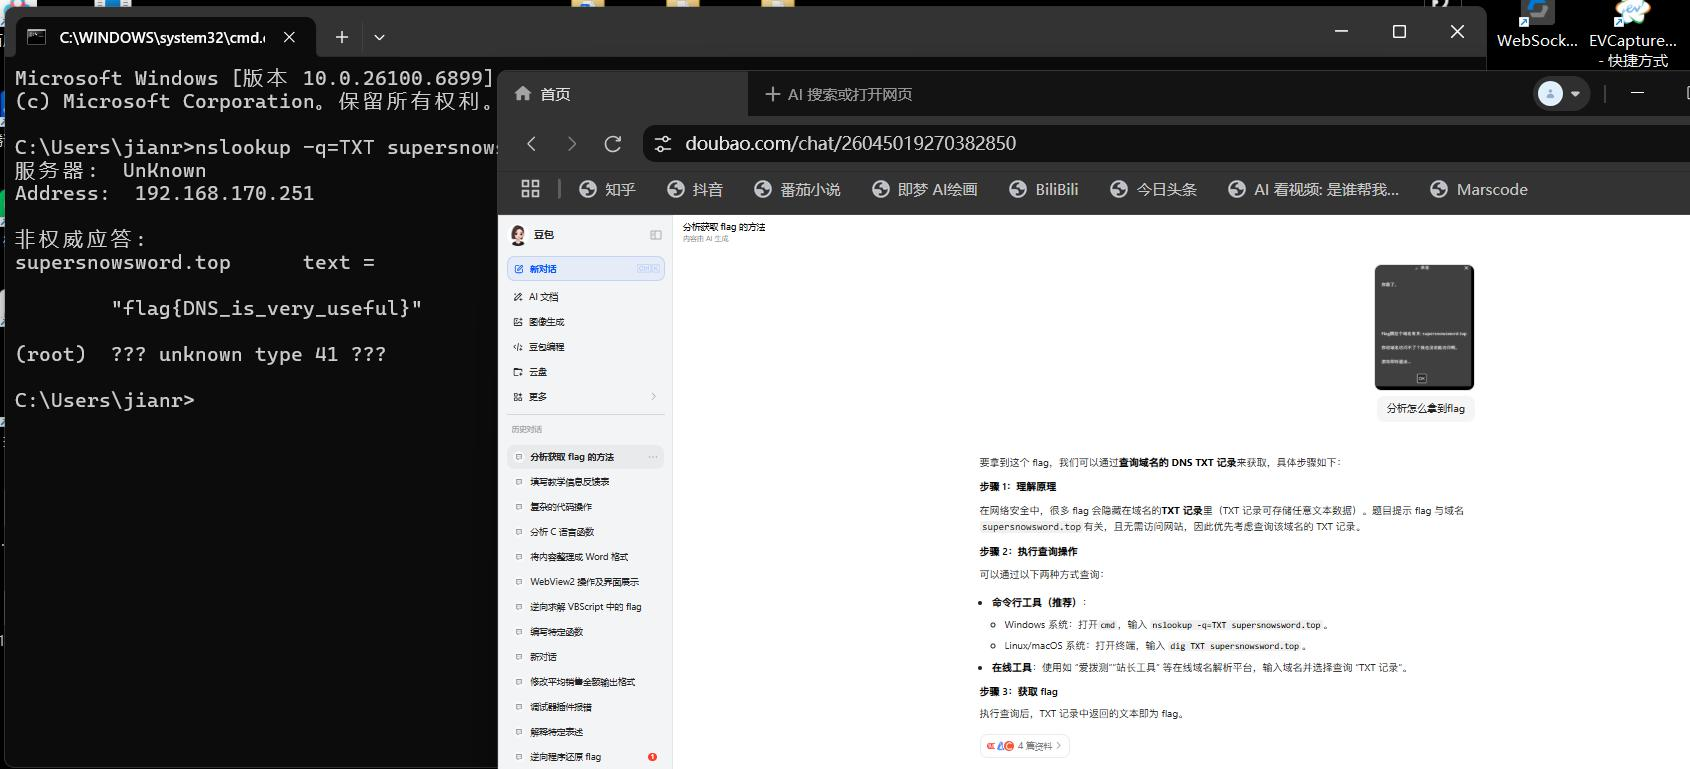 C:\WINDOWS\system32\cmd.
WebSock...
EVCapture...
- 快捷方式
Microsoft Windows [版本 10.0.26100.6899]
(c) Microsoft Corporation。保留所有权利。
C:\Users\jianr>nslookup -q=TXT supersnows
服务器:  UnKnown
Address:  192.168.170.251
非权威应答:
supersnowsword.top      text =
"flag{DNS_is_very_useful}"
(root)  ??? unknown type 41 ???
C:\Users\jianr>
首页
AI 搜索或打开网页
doubao.com/chat/26045019270382850
知乎
抖音
番茄小说
即梦 AI绘画
BiliBili
今日头条
AI 看视频: 是谁帮我...
Marscode
豆包
新对话
AI 文档
图像生成
豆包编程
云盘
更多
历史对话
分析获取 flag 的方法
填写教学信息反馈表
复杂的代码操作
分析 C 语言函数
将内容整理成 Word 格式
WebView2 操作及界面展示
逆向求解 VBScript 中的 flag
编写特定函数
新对话
修改平均销售金额输出格式
调试器插件报错
解释特定表述
逆向程序还原 flag
1
分析获取 flag 的方法
内容由 AI 生成
分析怎么拿到flag
要拿到这个 flag，我们可以通过查询域名的 DNS TXT 记录来获取，具体步骤如下：
步骤 1：理解原理
在网络安全中，很多 flag 会隐藏在域名的TXT 记录里（TXT 记录可存储任意文本数据）。题目提示 flag 与域名
supersnowsword.top 有关，且无需访问网站，因此优先考虑查询该域名的 TXT 记录。
步骤 2：执行查询操作
可以通过以下两种方式查询：
• 命令行工具（推荐）：
○ Windows 系统：打开 cmd，输入 nslookup -q=TXT supersnowsword.top。
○ Linux/macOS 系统：打开终端，输入 dig TXT supersnowsword.top。
• 在线工具：使用如 “爱拨测”“站长工具” 等在线域名解析平台，输入域名并选择查询 “TXT 记录”。
步骤 3：获取 flag
执行查询后，TXT 记录中返回的文本即为 flag。
4 篇资料